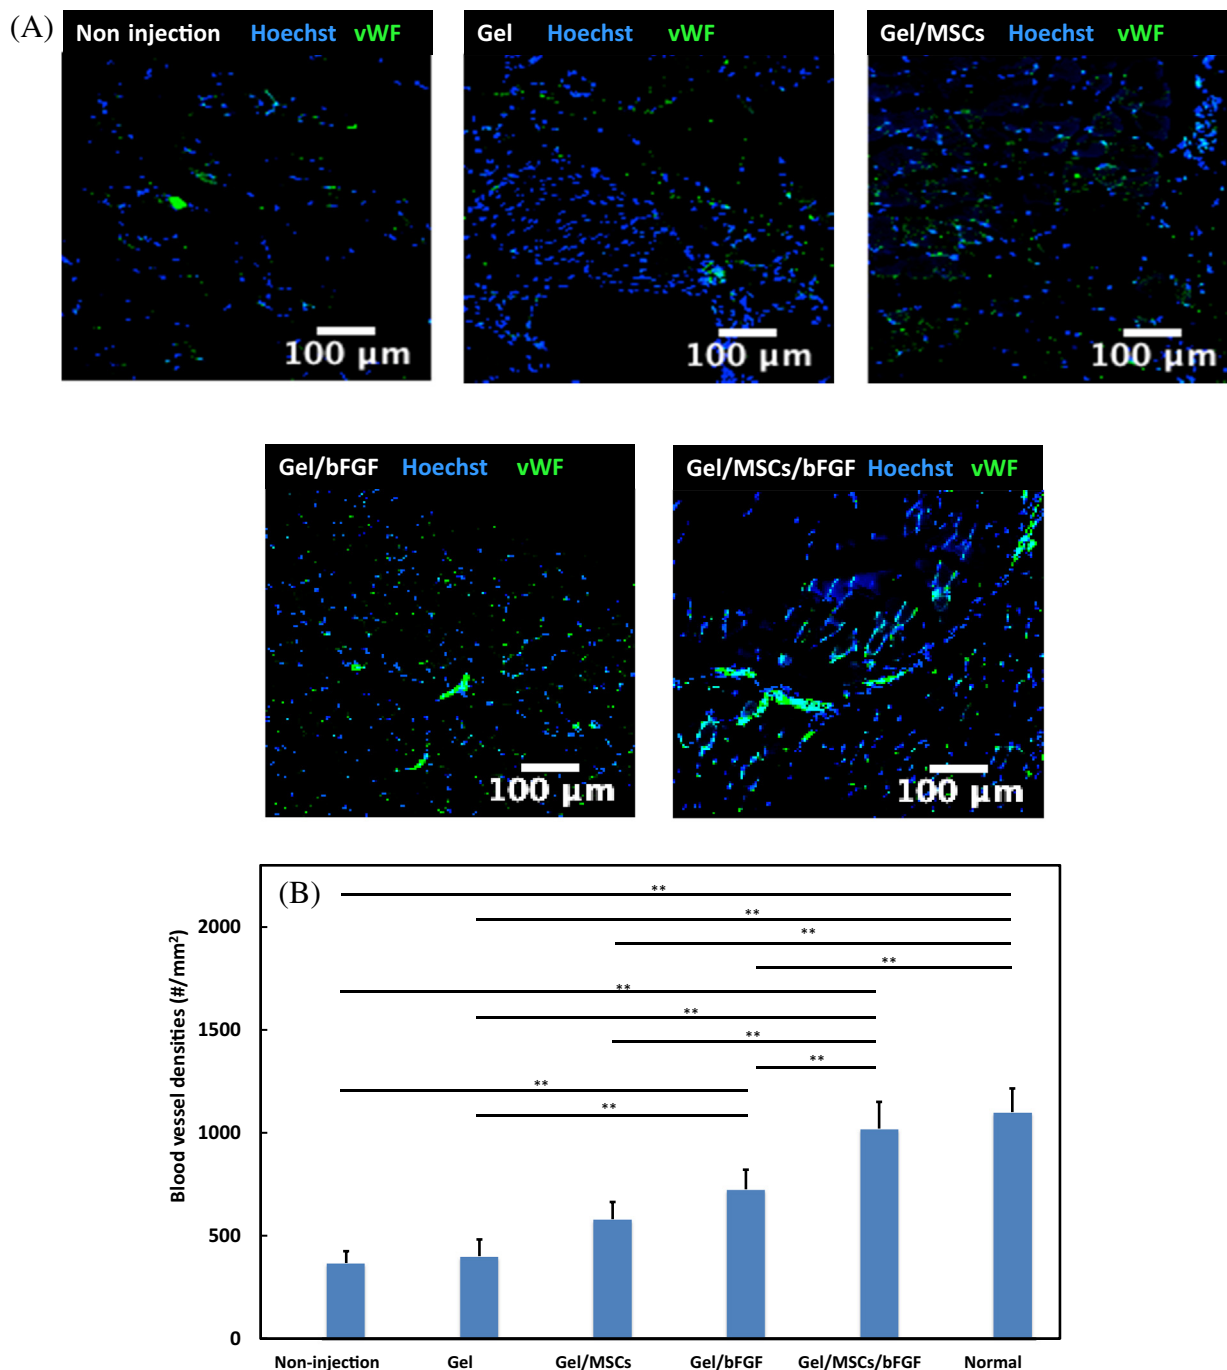 (A)
Non injection Hoechst vWF
Gel Hoechst vWF
Gel/MSCs Hoechst vWF
100 µm
100 µm
100 µm
Gel/bFGF Hoechst vWF
Gel/MSCs/bFGF Hoechst vWF
100 µm
100 µm
(B)
Blood vessel densities (#/mm²)
2000
1500
1000
500
0
**
**
**
**
**
**
**
**
**
**
Non-injection
Gel
Gel/MSCs
Gel/bFGF
Gel/MSCs/bFGF
Normal